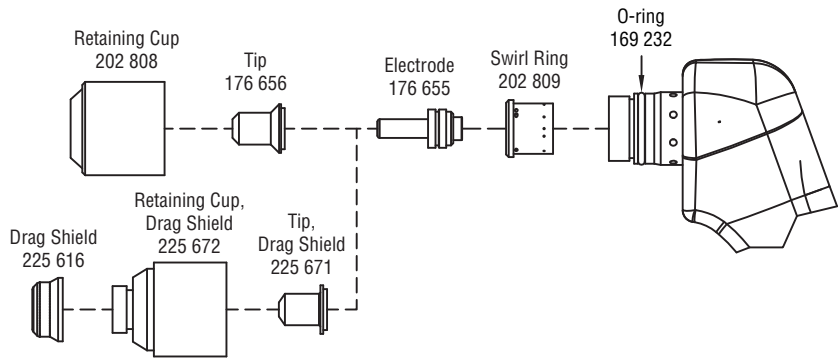 Retaining Cup
202 808
Tip
176 656
Electrode
176 655
Swirl Ring
202 809
O-ring
169 232
Drag Shield
225 616
Retaining Cup,
Drag Shield
225 672
Tip,
Drag Shield
225 671